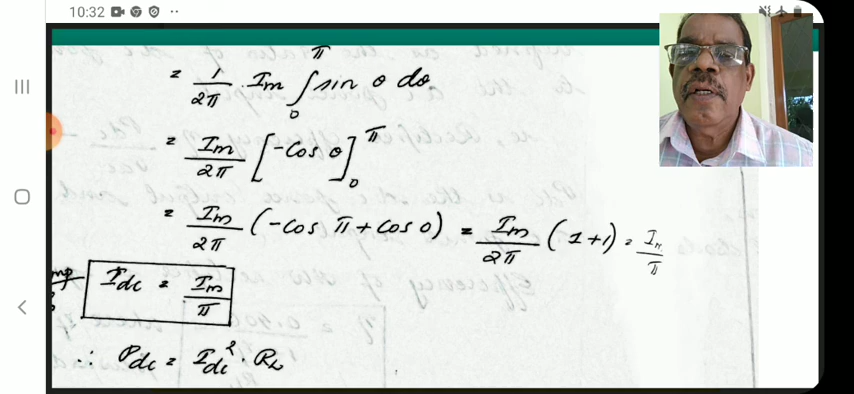 10:32
= 1/2π · Im ∫₀^π sin θ dθ
= Im/2π [-cos θ]₀^π
= Im/2π (-cos π + cos 0) = Im/2π (1+1) = Im/π
Idc = Im/π
∴ Pdc = Idc² · RL